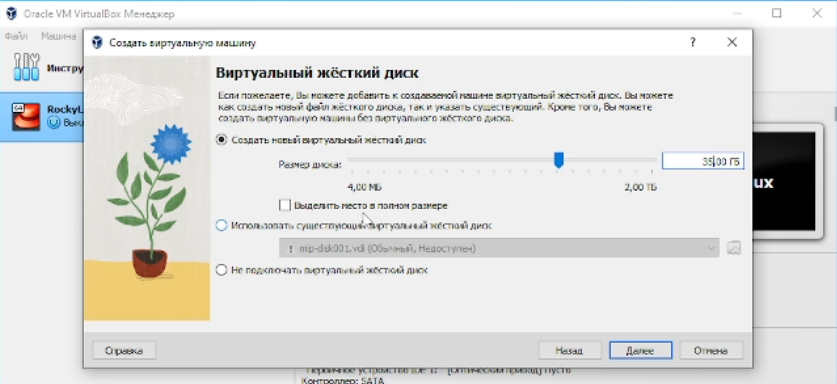 Oracle VM VirtualBox Менеджер
Файл Машина
Создать виртуальную машину
?
Инстру
Виртуальный жёсткий диск
Если пожелаете, Вы можете добавить к создаваемой машине виртуальный жёсткий диск. Вы можете
как создать новый файл жёсткого диска, так и указать существующий. Кроме того, Вы можете
создать виртуальную машины без виртуального жёсткого диска.
64
RockyL
Вык
Создать новый виртуальный жёсткий диск
Размер диска:
35,00 ГБ
4,00 МБ
2,00 ТБ
ux
Выделить место в полном размере
Использовать существующий виртуальный жёсткий диск
mip-disk001.vdi (Обычный, Недоступен)
Не подключать виртуальный жёсткий диск
Справка
Назад
Далее
Отмена
Первичное устройство IDE 1: [Оптический привод] Пусто
Контроллер: SATA